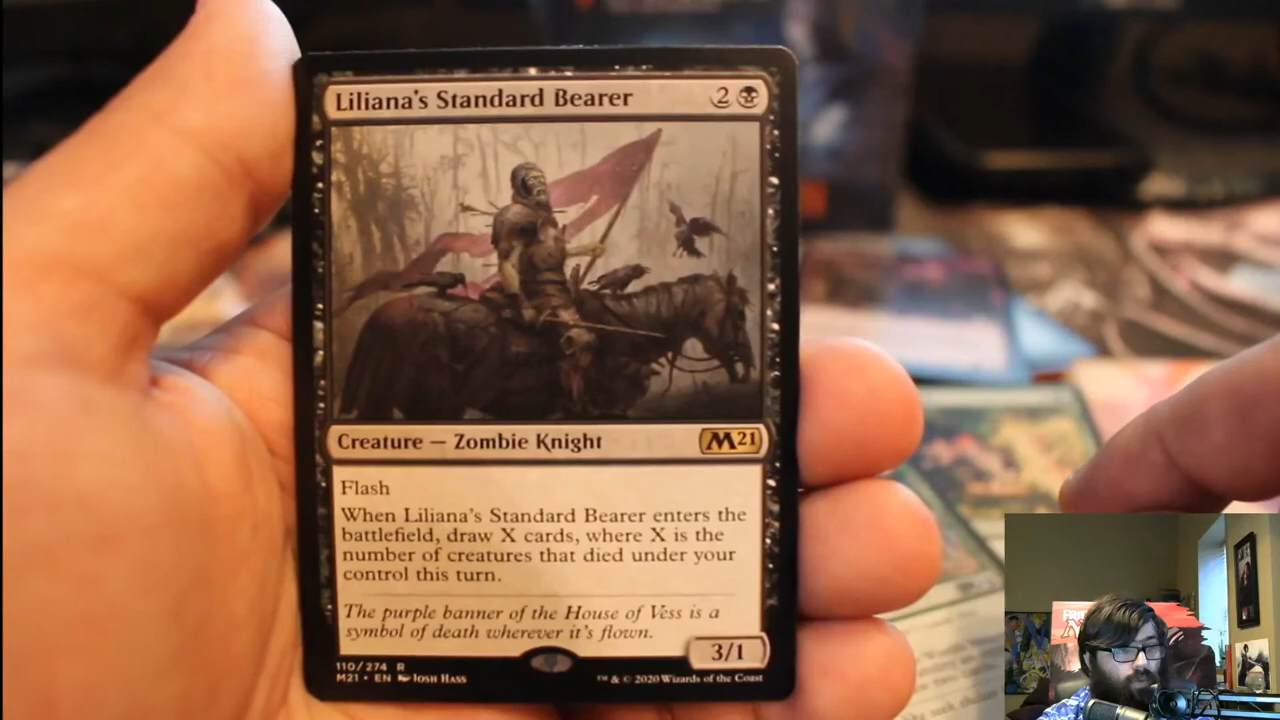 Liliana's Standard Bearer 2
Creature — Zombie Knight M21
Flash
When Liliana's Standard Bearer enters the
battlefield, draw X cards, where X is the
number of creatures that died under your
control this turn.
The purple banner of the House of Vess is a
symbol of death wherever it's flown.
3/1
110/274 R
M21 • EN Josh Hass ™ & © 2020 Wizards of the Coast